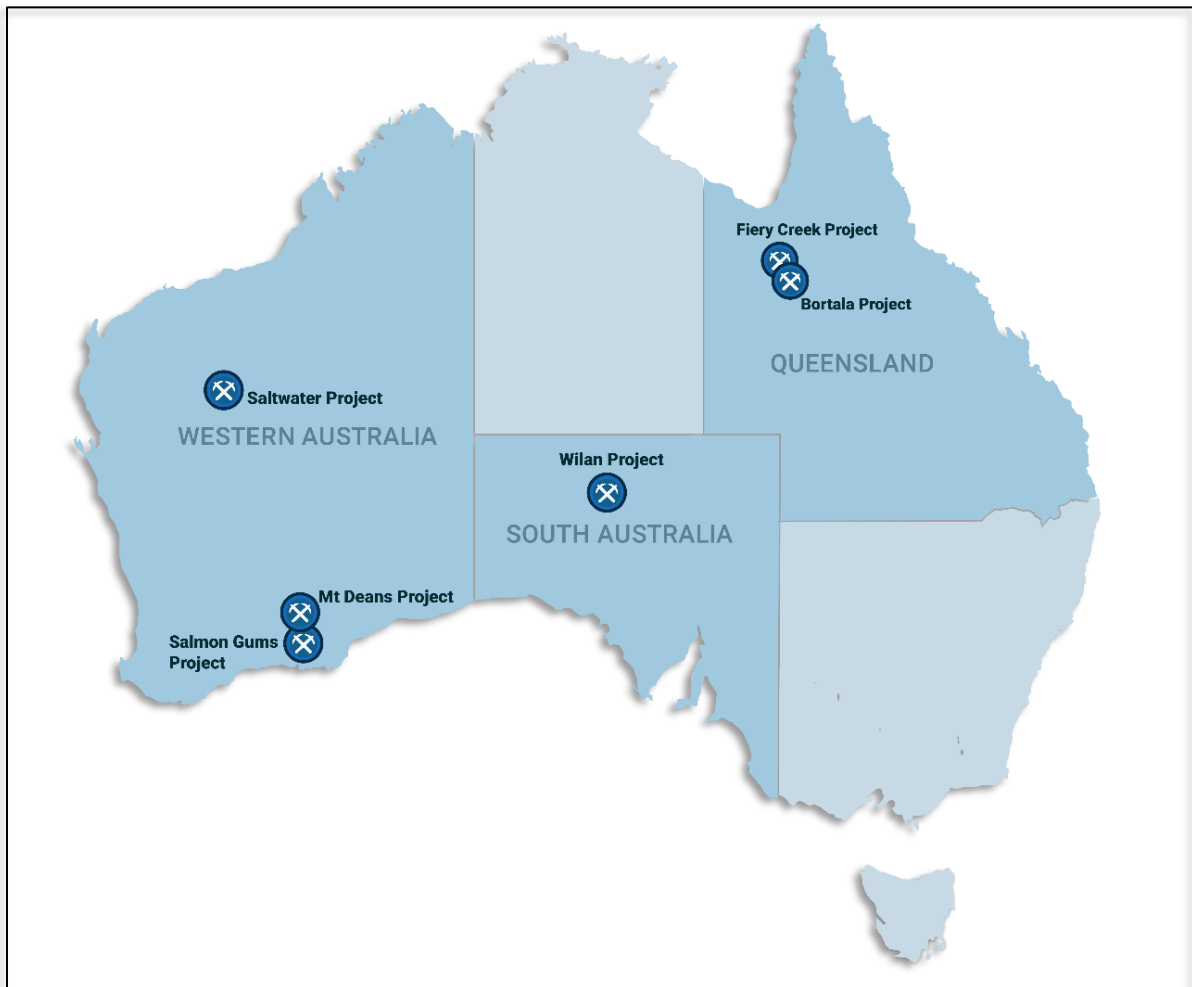 Fiery Creek Project
Bortala Project
QUEENSLAND
Saltwater Project
WESTERN AUSTRALIA
Wilan Project
SOUTH AUSTRALIA
Mt Deans Project
Salmon Gums
Project